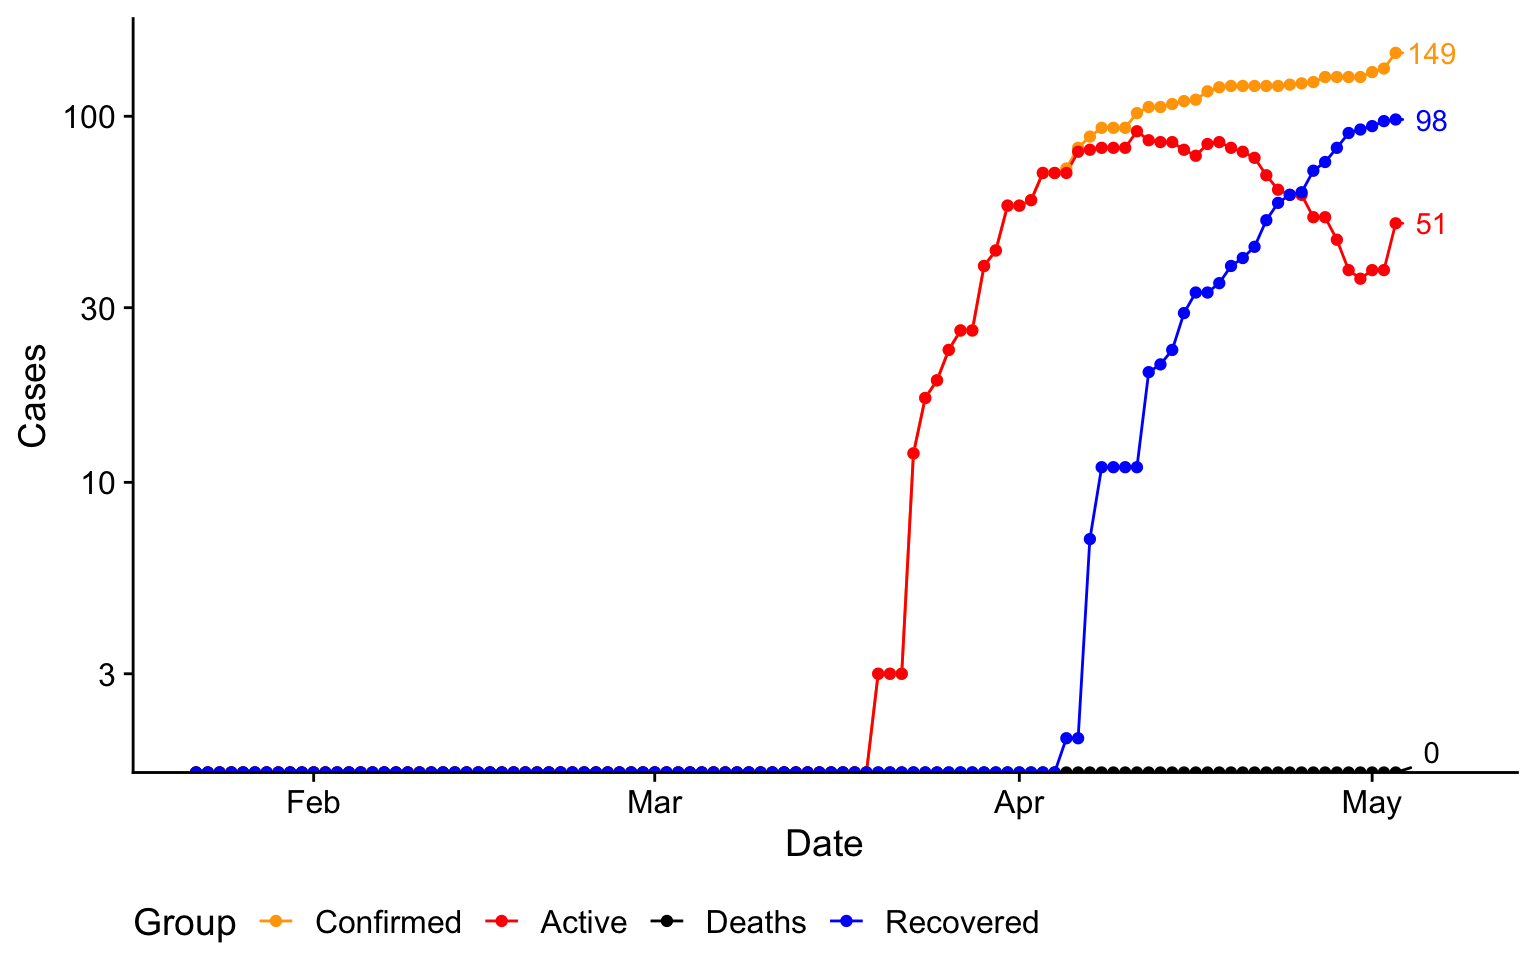 149
100
98
51
30
Cases
10
3
0
Feb Mar Apr May
Date
Group Confirmed Active Deaths Recovered